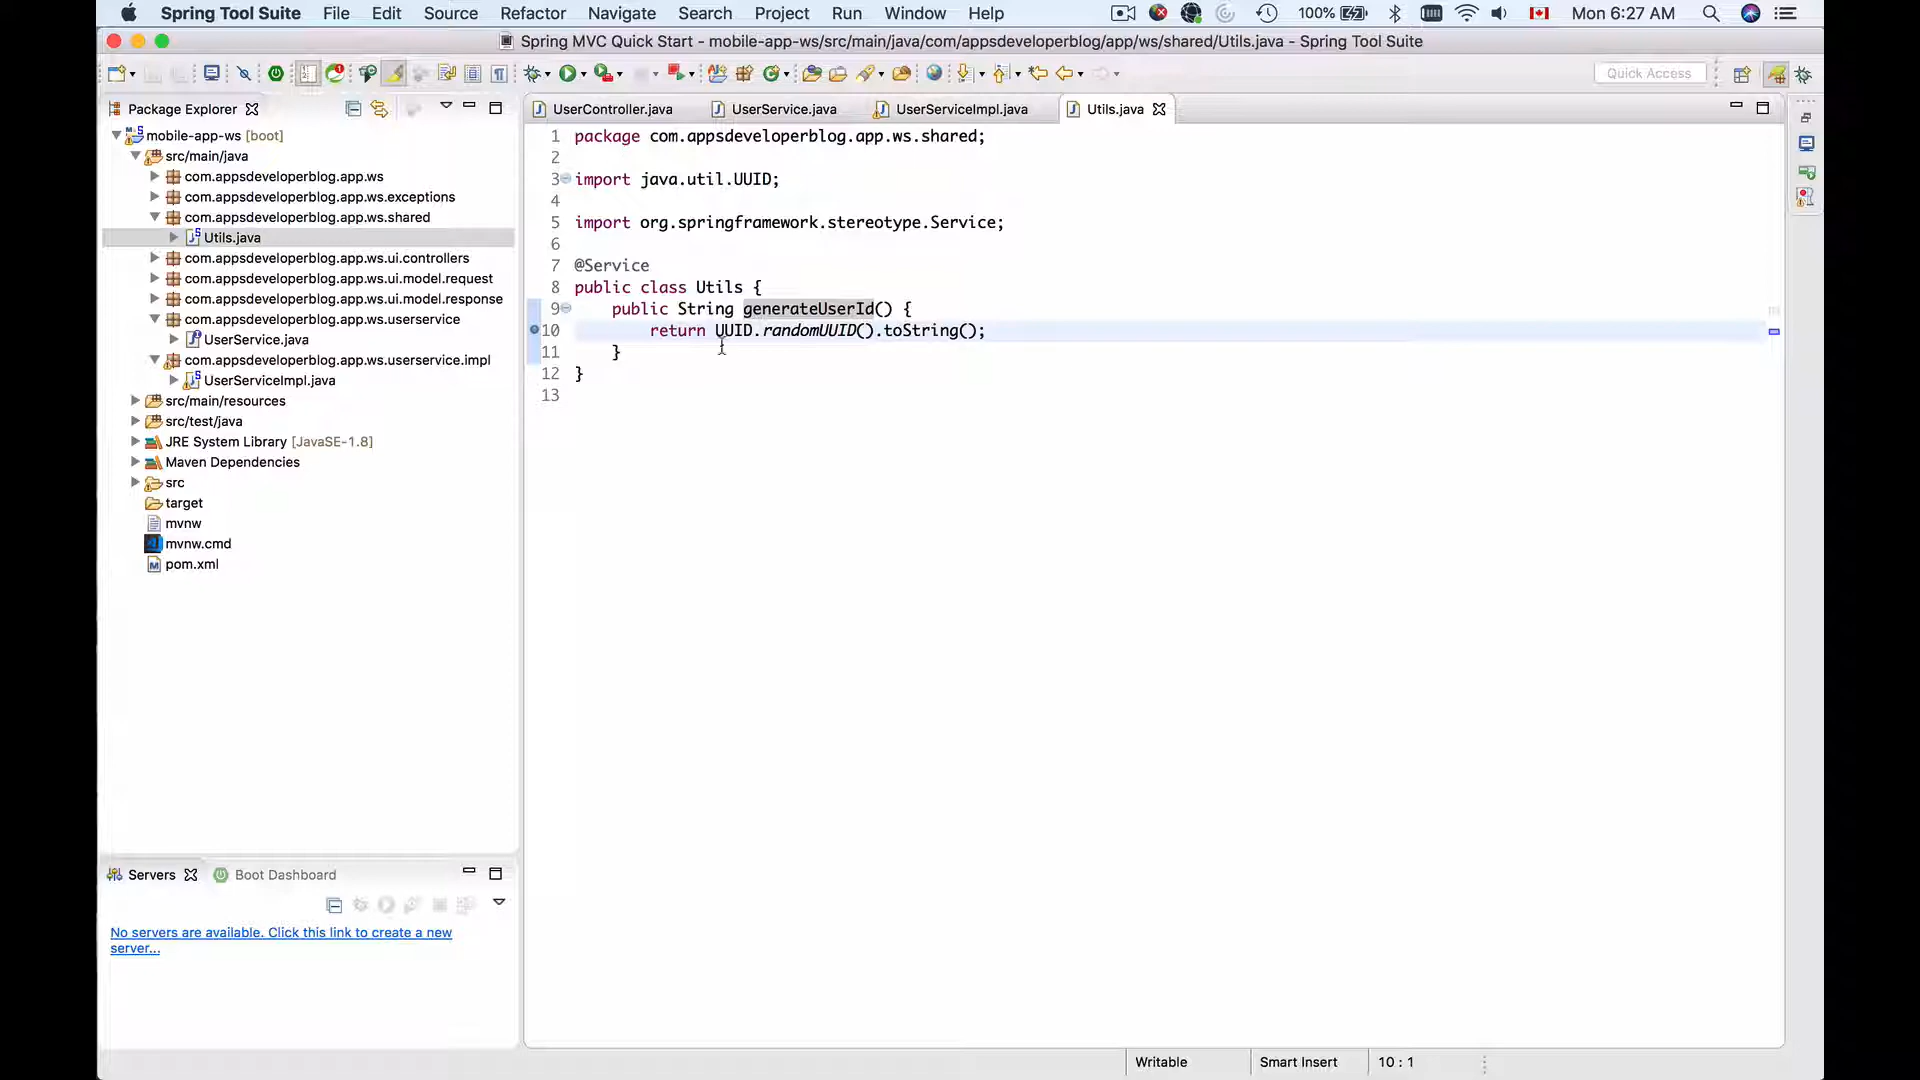 Spring Tool Suite File Edit Source Refactor Navigate Search Project Run Window Help 100% Mon 6:27 AM
Spring MVC Quick Start - mobile-app-ws/src/main/java/com/appsdeveloperblog/app/ws/shared/Utils.java - Spring Tool Suite
Quick Access
Package Explorer
mobile-app-ws [boot]
src/main/java
com.appsdeveloperblog.app.ws
com.appsdeveloperblog.app.ws.exceptions
com.appsdeveloperblog.app.ws.shared
Utils.java
com.appsdeveloperblog.app.ws.ui.controllers
com.appsdeveloperblog.app.ws.ui.model.request
com.appsdeveloperblog.app.ws.ui.model.response
com.appsdeveloperblog.app.ws.userservice
UserService.java
com.appsdeveloperblog.app.ws.userservice.impl
UserServiceImpl.java
src/main/resources
src/test/java
JRE System Library [JavaSE-1.8]
Maven Dependencies
src
target
mvnw
mvnw.cmd
pom.xml
UserController.java UserService.java UserServiceImpl.java Utils.java
1 package com.appsdeveloperblog.app.ws.shared;
2
3 import java.util.UUID;
4
5 import org.springframework.stereotype.Service;
6
7 @Service
8 public class Utils {
9 public String generateUserId() {
10 return UUID.randomUUID().toString();
11 }
12 }
13
Servers Boot Dashboard
No servers are available. Click this link to create a new
server...
Writable Smart Insert 10 : 1